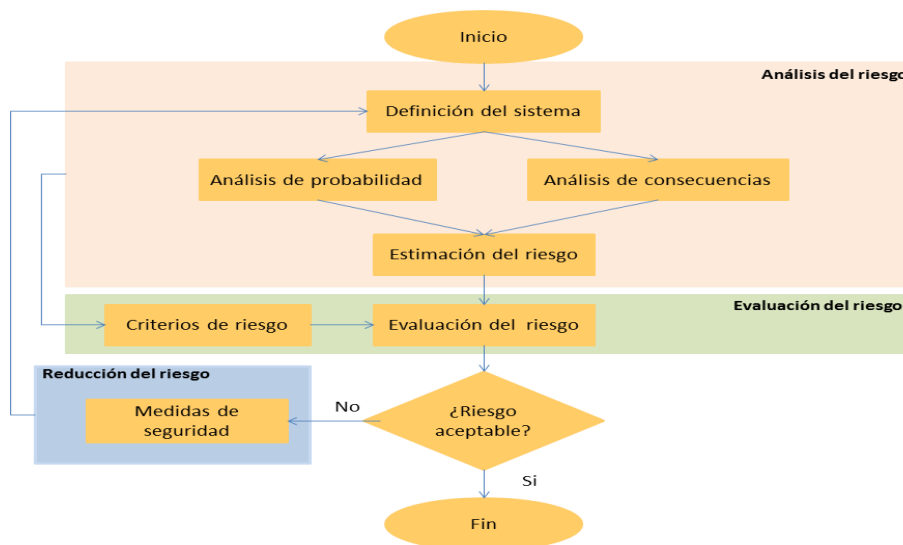 Inicio
Análisis del riesgo
Definición del sistema
Análisis de probabilidad
Análisis de consecuencias
Estimación del riesgo
Evaluación del riesgo
Criterios de riesgo
Evaluación del riesgo
Reducción del riesgo
Medidas de
seguridad
No
¿Riesgo
aceptable?
Si
Fin